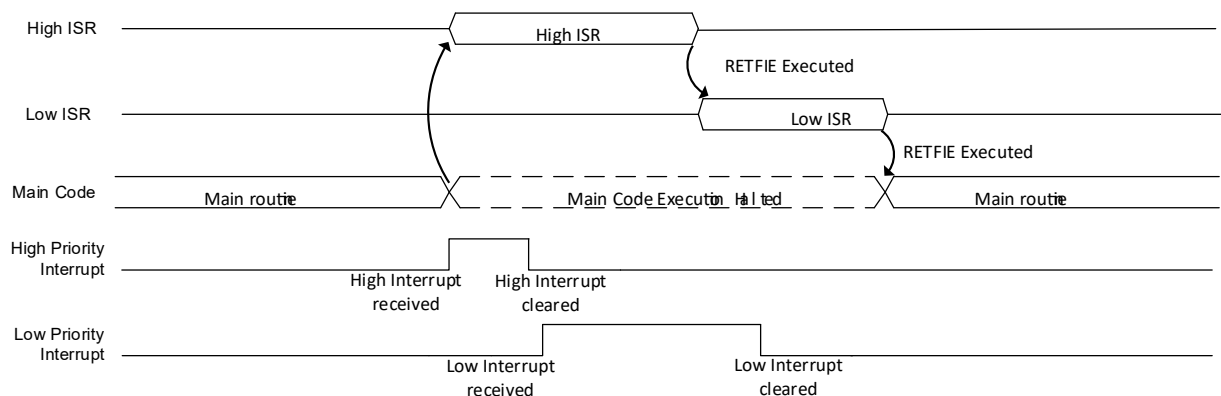 High ISR
High ISR
RETFIE Executed
Low ISR
Low ISR
RETFIE Executed
Main Code
Main routine
Main Code Execution Halted
Main routine
High Priority
Interrupt
High Interrupt
received
High Interrupt
cleared
Low Priority
Interrupt
Low Interrupt
received
Low Interrupt
cleared